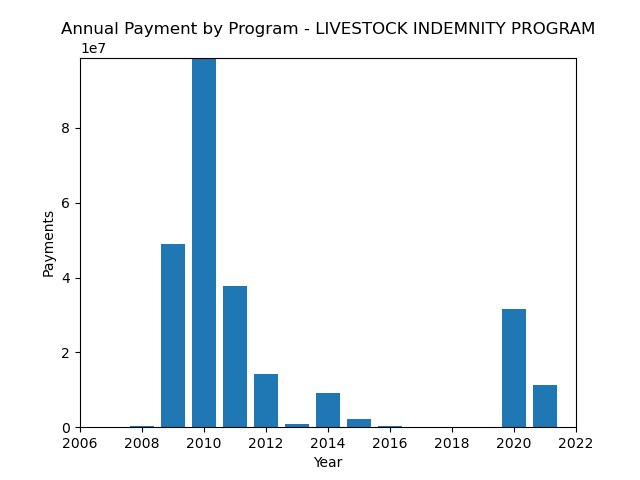 Annual Payment by Program - LIVESTOCK INDEMNITY PROGRAM
1e7
8
6
4
2
0
Payments
2006 2008 2010 2012 2014 2016 2018 2020 2022
Year